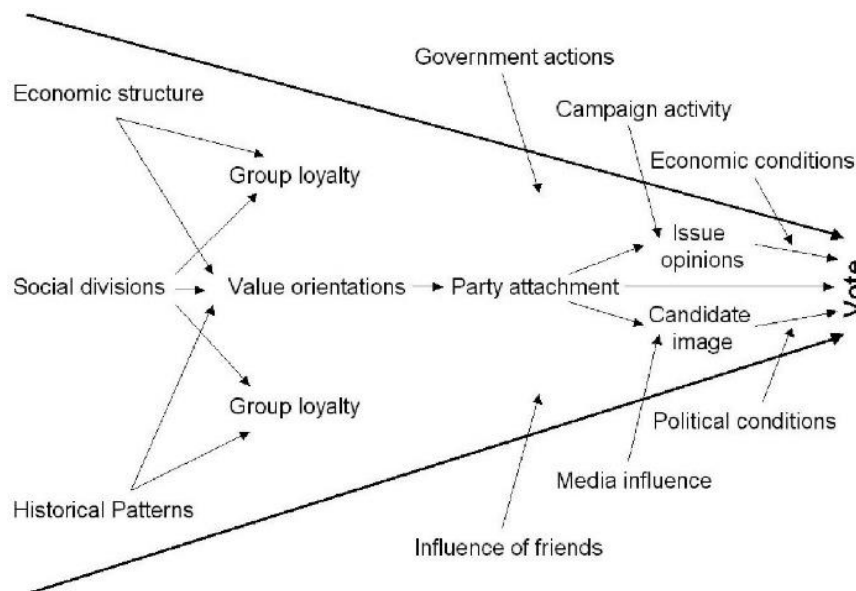 Government actions
Economic structure
Campaign activity
Economic conditions
Group loyalty
Issue
opinions
Social divisions
Value orientations
Party attachment
Vote
Candidate
image
Group loyalty
Political conditions
Media influence
Historical Patterns
Influence of friends